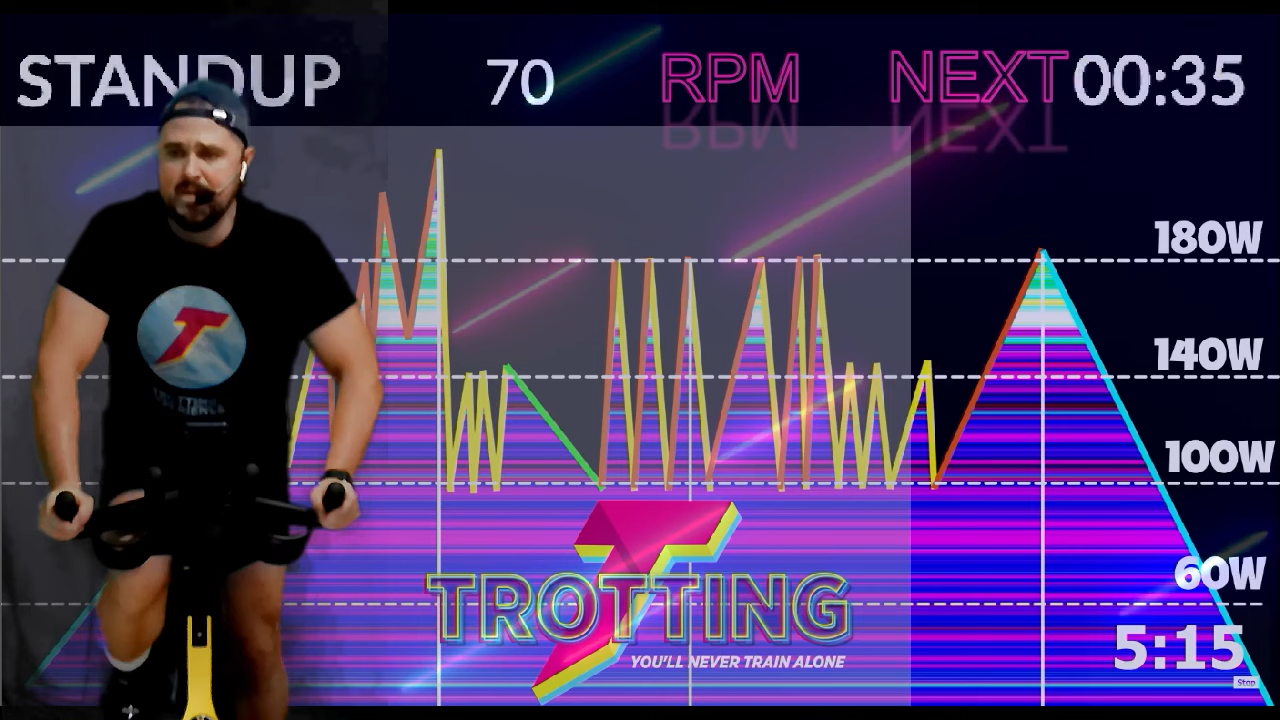 STANDUP 70 RPM NEXT 00:35
180W
140W
100W
60W
TROTTING
YOU'LL NEVER TRAIN ALONE
5:15
Stop